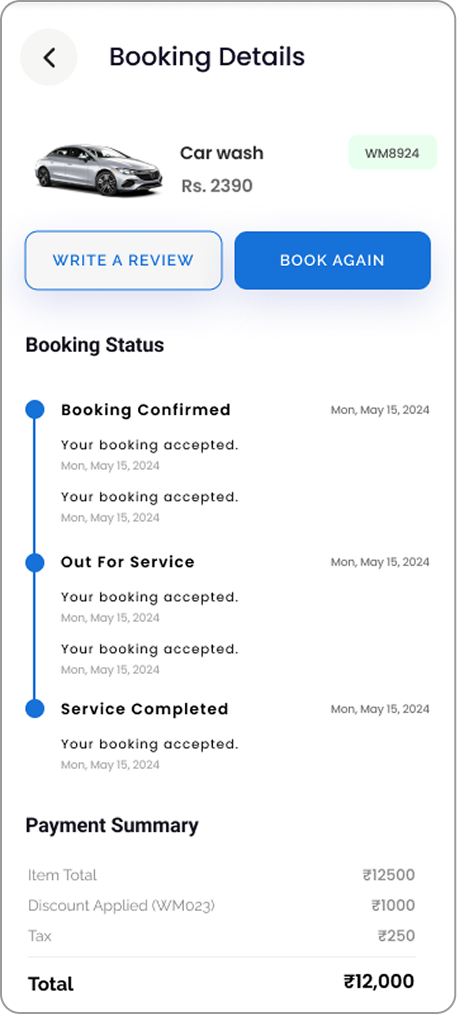 Booking Details
Car wash
WM8924
Rs. 2390
WRITE A REVIEW
BOOK AGAIN
Booking Status
Booking Confirmed
Mon, May 15, 2024
Your booking accepted.
Mon, May 15, 2024
Your booking accepted.
Mon, May 15, 2024
Out For Service
Mon, May 15, 2024
Your booking accepted.
Mon, May 15, 2024
Your booking accepted.
Mon, May 15, 2024
Service Completed
Mon, May 15, 2024
Your booking accepted.
Mon, May 15, 2024
Payment Summary
Item Total ₹12500
Discount Applied (WM023) ₹1000
Tax ₹250
Total ₹12,000